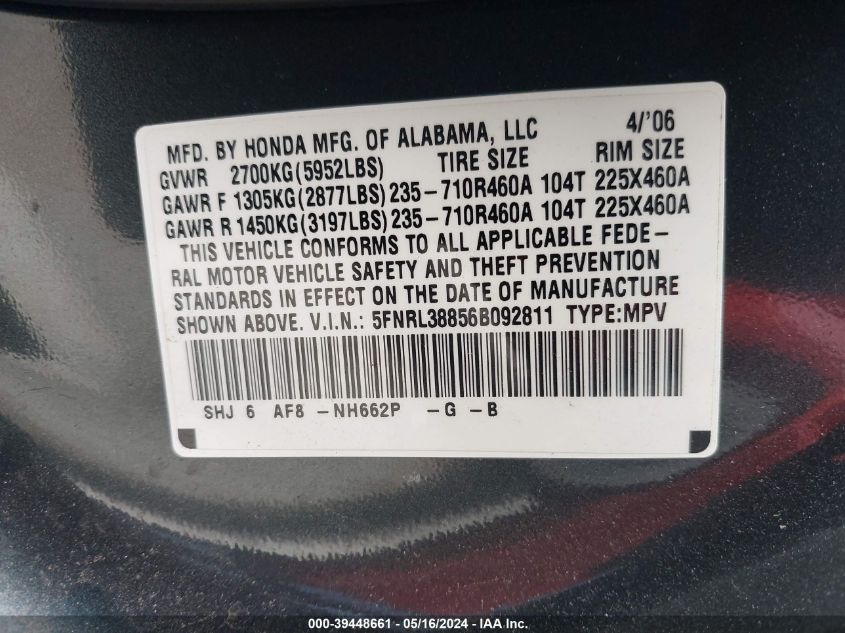 MFD. BY HONDA MFG. OF ALABAMA, LLC 4/'06
GVWR 2700KG(5952LBS) TIRE SIZE RIM SIZE
GAWR F 1305KG(2877LBS) 235-710R460A 104T 225X460A
GAWR R 1450KG(3197LBS) 235-710R460A 104T 225X460A
THIS VEHICLE CONFORMS TO ALL APPLICABLE FEDE-
RAL MOTOR VEHICLE SAFETY AND THEFT PREVENTION
STANDARDS IN EFFECT ON THE DATE OF MANUFACTURE
SHOWN ABOVE. V.I.N.: 5FNRL38856B092811 TYPE:MPV
SHJ 6 AF8 -NH662P -G -B
000-39448661 - 05/16/2024 - IAA Inc.